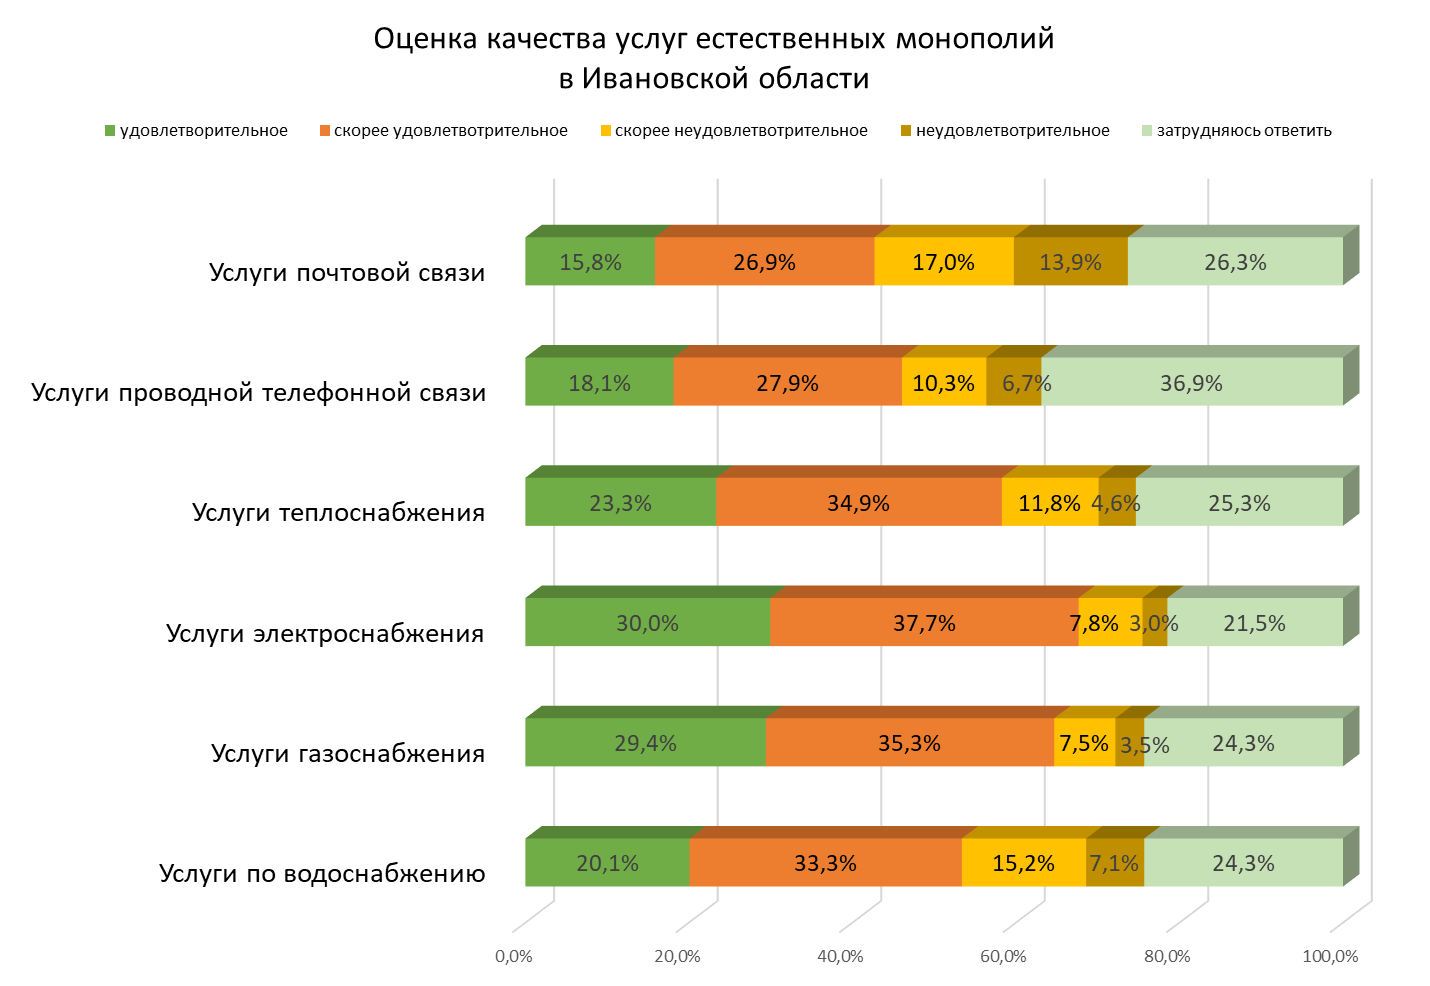 Оценка качества услуг естественных монополий
в Ивановской области
удовлетворительное скорее удовлетвотрительное скорее неудовлетвотрительное неудовлетвотрительное затрудняюсь ответить
Услуги почтовой связи 15,8% 26,9% 17,0% 13,9% 26,3%
Услуги проводной телефонной связи 18,1% 27,9% 10,3% 6,7% 36,9%
Услуги теплоснабжения 23,3% 34,9% 11,8% 4,6% 25,3%
Услуги электроснабжения 30,0% 37,7% 7,8% 3,0% 21,5%
Услуги газоснабжения 29,4% 35,3% 7,5% 3,5% 24,3%
Услуги по водоснабжению 20,1% 33,3% 15,2% 7,1% 24,3%
0,0% 20,0% 40,0% 60,0% 80,0% 100,0%